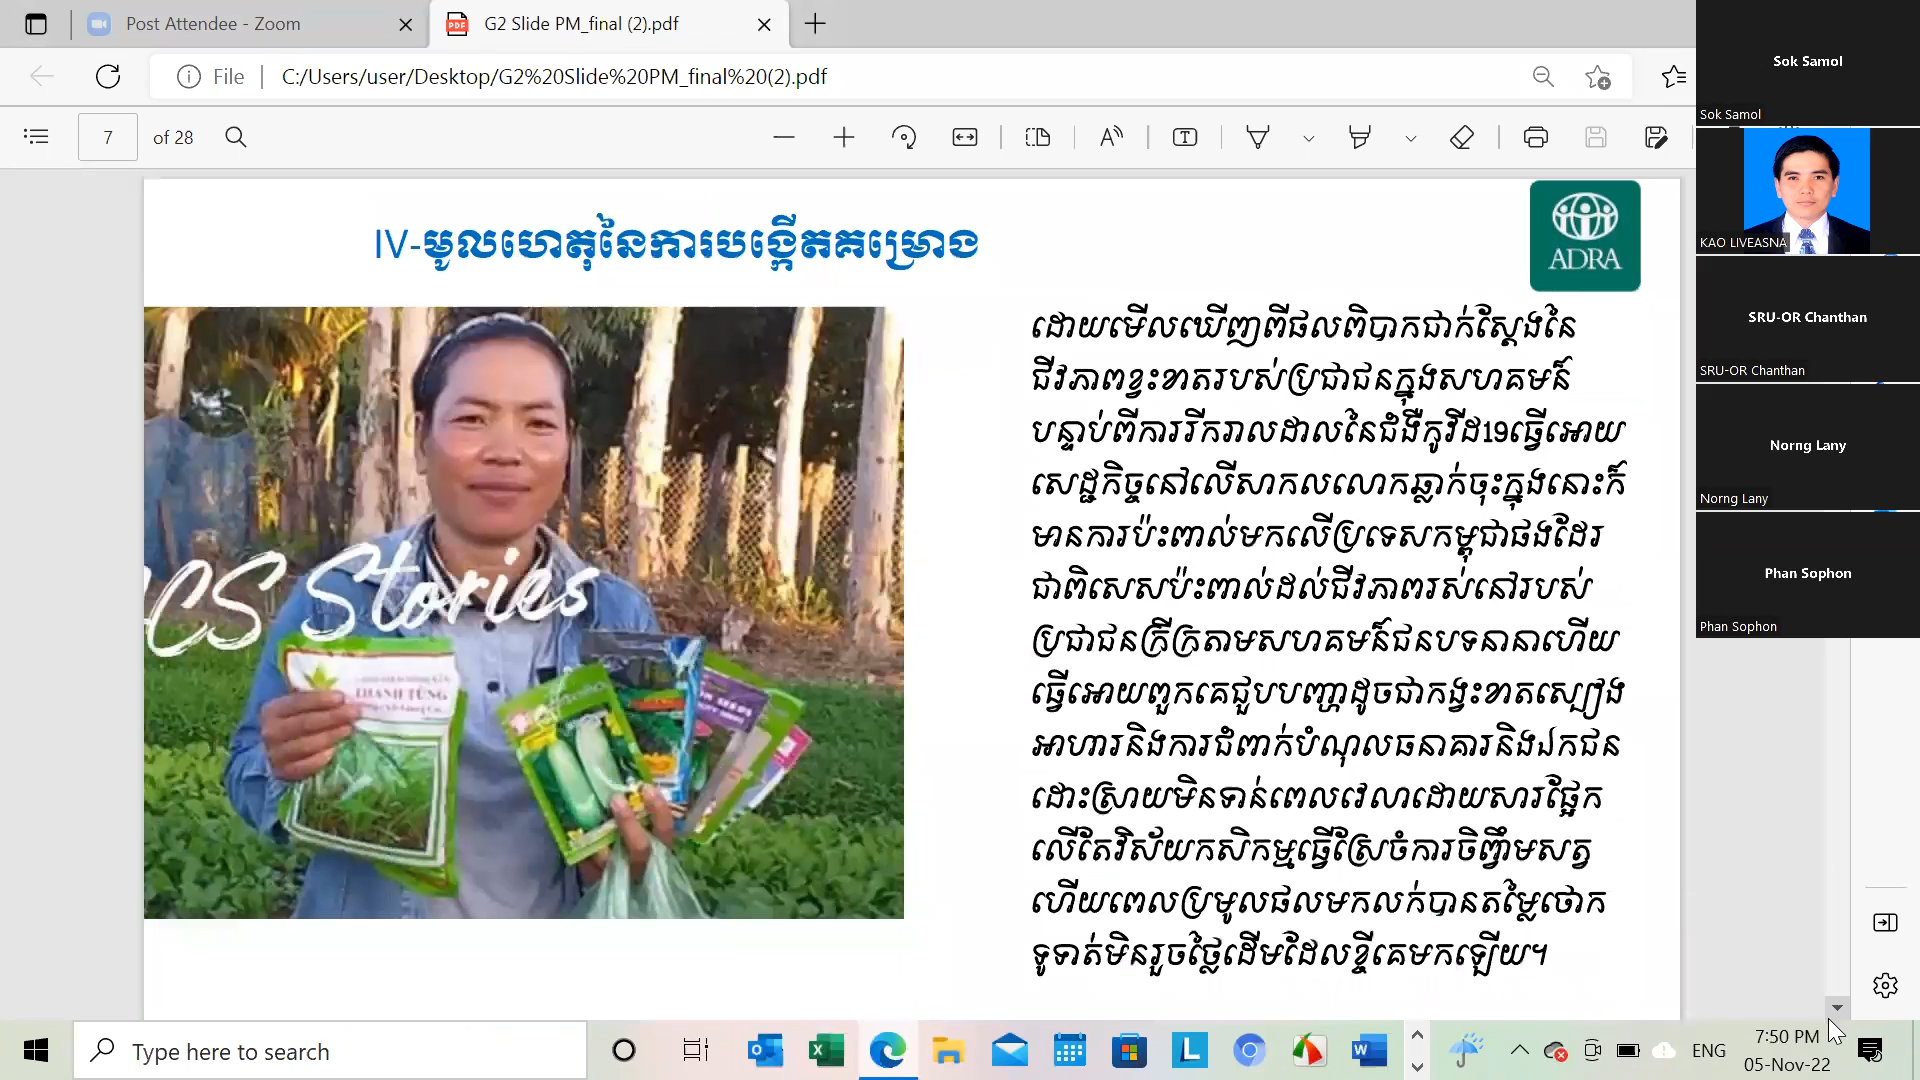 Post Attendee - Zoom
G2 Slide PM_final (2).pdf
File
C:/Users/user/Desktop/G2%20Slide%20PM_final%20(2).pdf
7 of 28
IV-មូលហេតុនៃការបង្កើតគម្រោង
ADRA
ដោយមើលឃើញពីផលពិបាកជាក់ស្តែងនៃ
ជីវភាពខ្វះខាតរបស់ប្រជាជនក្នុងសហគមន៍
បន្ទាប់ពីការរីករាលដាលនៃជំងឺកូវីដ19ធ្វើអោយ
សេដ្ឋកិច្ចនៅលើសាកលលោកឆ្លាក់ចុះក្នុងនោះក៏
មានការប៉ះពាល់មកលើប្រទេសកម្ពុជាផងដែរ
ជាពិសេសប៉ះពាល់ដល់ជីវភាពរស់នៅរបស់
ប្រជាជនក្រីក្រតាមសហគមន៍ជនបទនានាហើយ
ធ្វើអោយពួកគេជួបបញ្ហាដូចជាកង្វះខាតស្បៀង
អាហារនិងការជំពាក់បំណុលធនាគារនិងឯកជន
ដោះស្រាយមិនទាន់ពេលវេលាដោយសារផ្អែក
លើតែវិស័យកសិកម្មធ្វើស្រែចំការចិញ្ចឹមសត្វ
ហើយពេលប្រមូលផលមកលក់បានតម្លៃថោក
ទូទាត់មិនរួចថ្លៃដើមដែលខ្ចីគេមកឡើយ។
CS Stories
THANH TÙNG
Sok Samol
Sok Samol
KAO LIVEASNA
SRU-OR Chanthan
SRU-OR Chanthan
Norng Lany
Norng Lany
Phan Sophon
Phan Sophon
Type here to search
ENG
7:50 PM
05-Nov-22